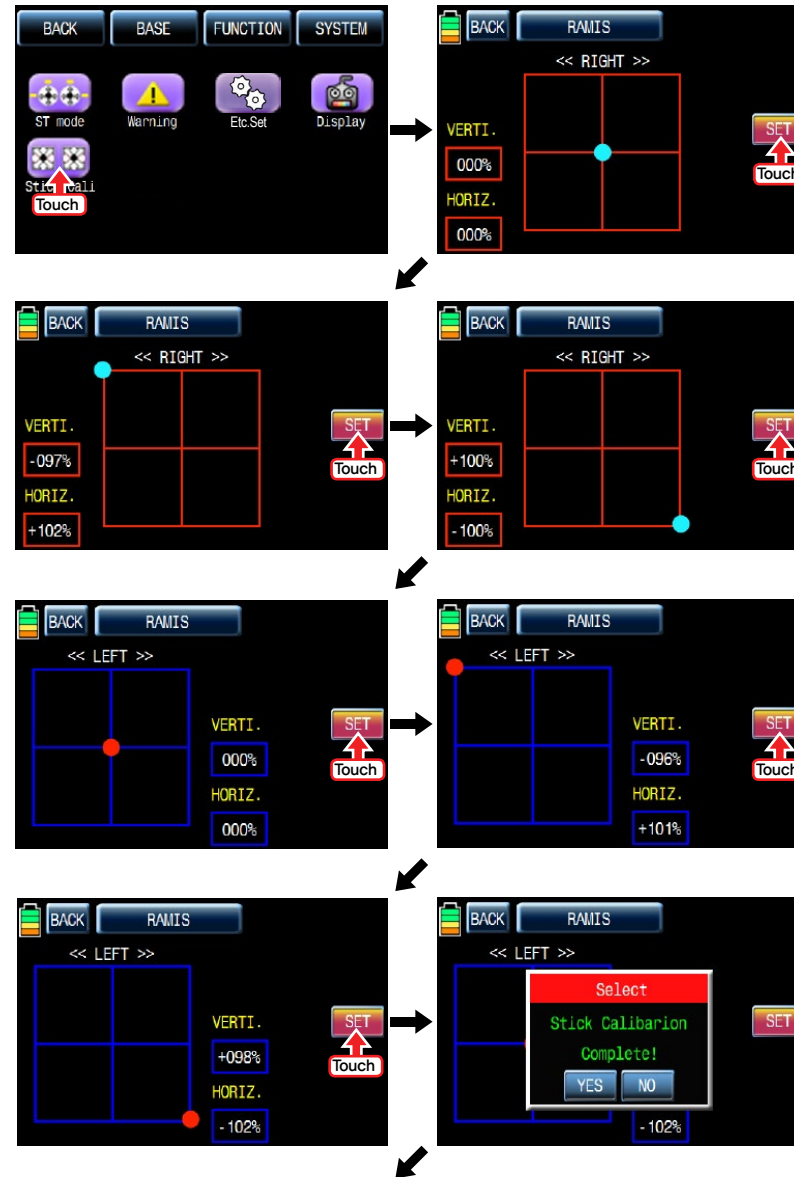 BACK BASE FUNCTION SYSTEM
ST mode Warning Etc.Set Display
Touch
BACK RAMIS
<< RIGHT >>
VERTI.
000%
HORIZ.
000%
SET
Touch
BACK RAMIS
<< RIGHT >>
VERTI.
-097%
HORIZ.
+102%
SET
Touch
BACK RAMIS
<< RIGHT >>
VERTI.
+100%
HORIZ.
-100%
SET
Touch
BACK RAMIS
<< LEFT >>
VERTI.
000%
HORIZ.
000%
SET
Touch
BACK RAMIS
<< LEFT >>
VERTI.
-096%
HORIZ.
+101%
SET
Touch
BACK RAMIS
<< LEFT >>
VERTI.
+098%
HORIZ.
-102%
SET
Touch
BACK RAMIS
<< LEFT >>
Select
Stick Calibarion
Complete!
YES NO
-102%
SET